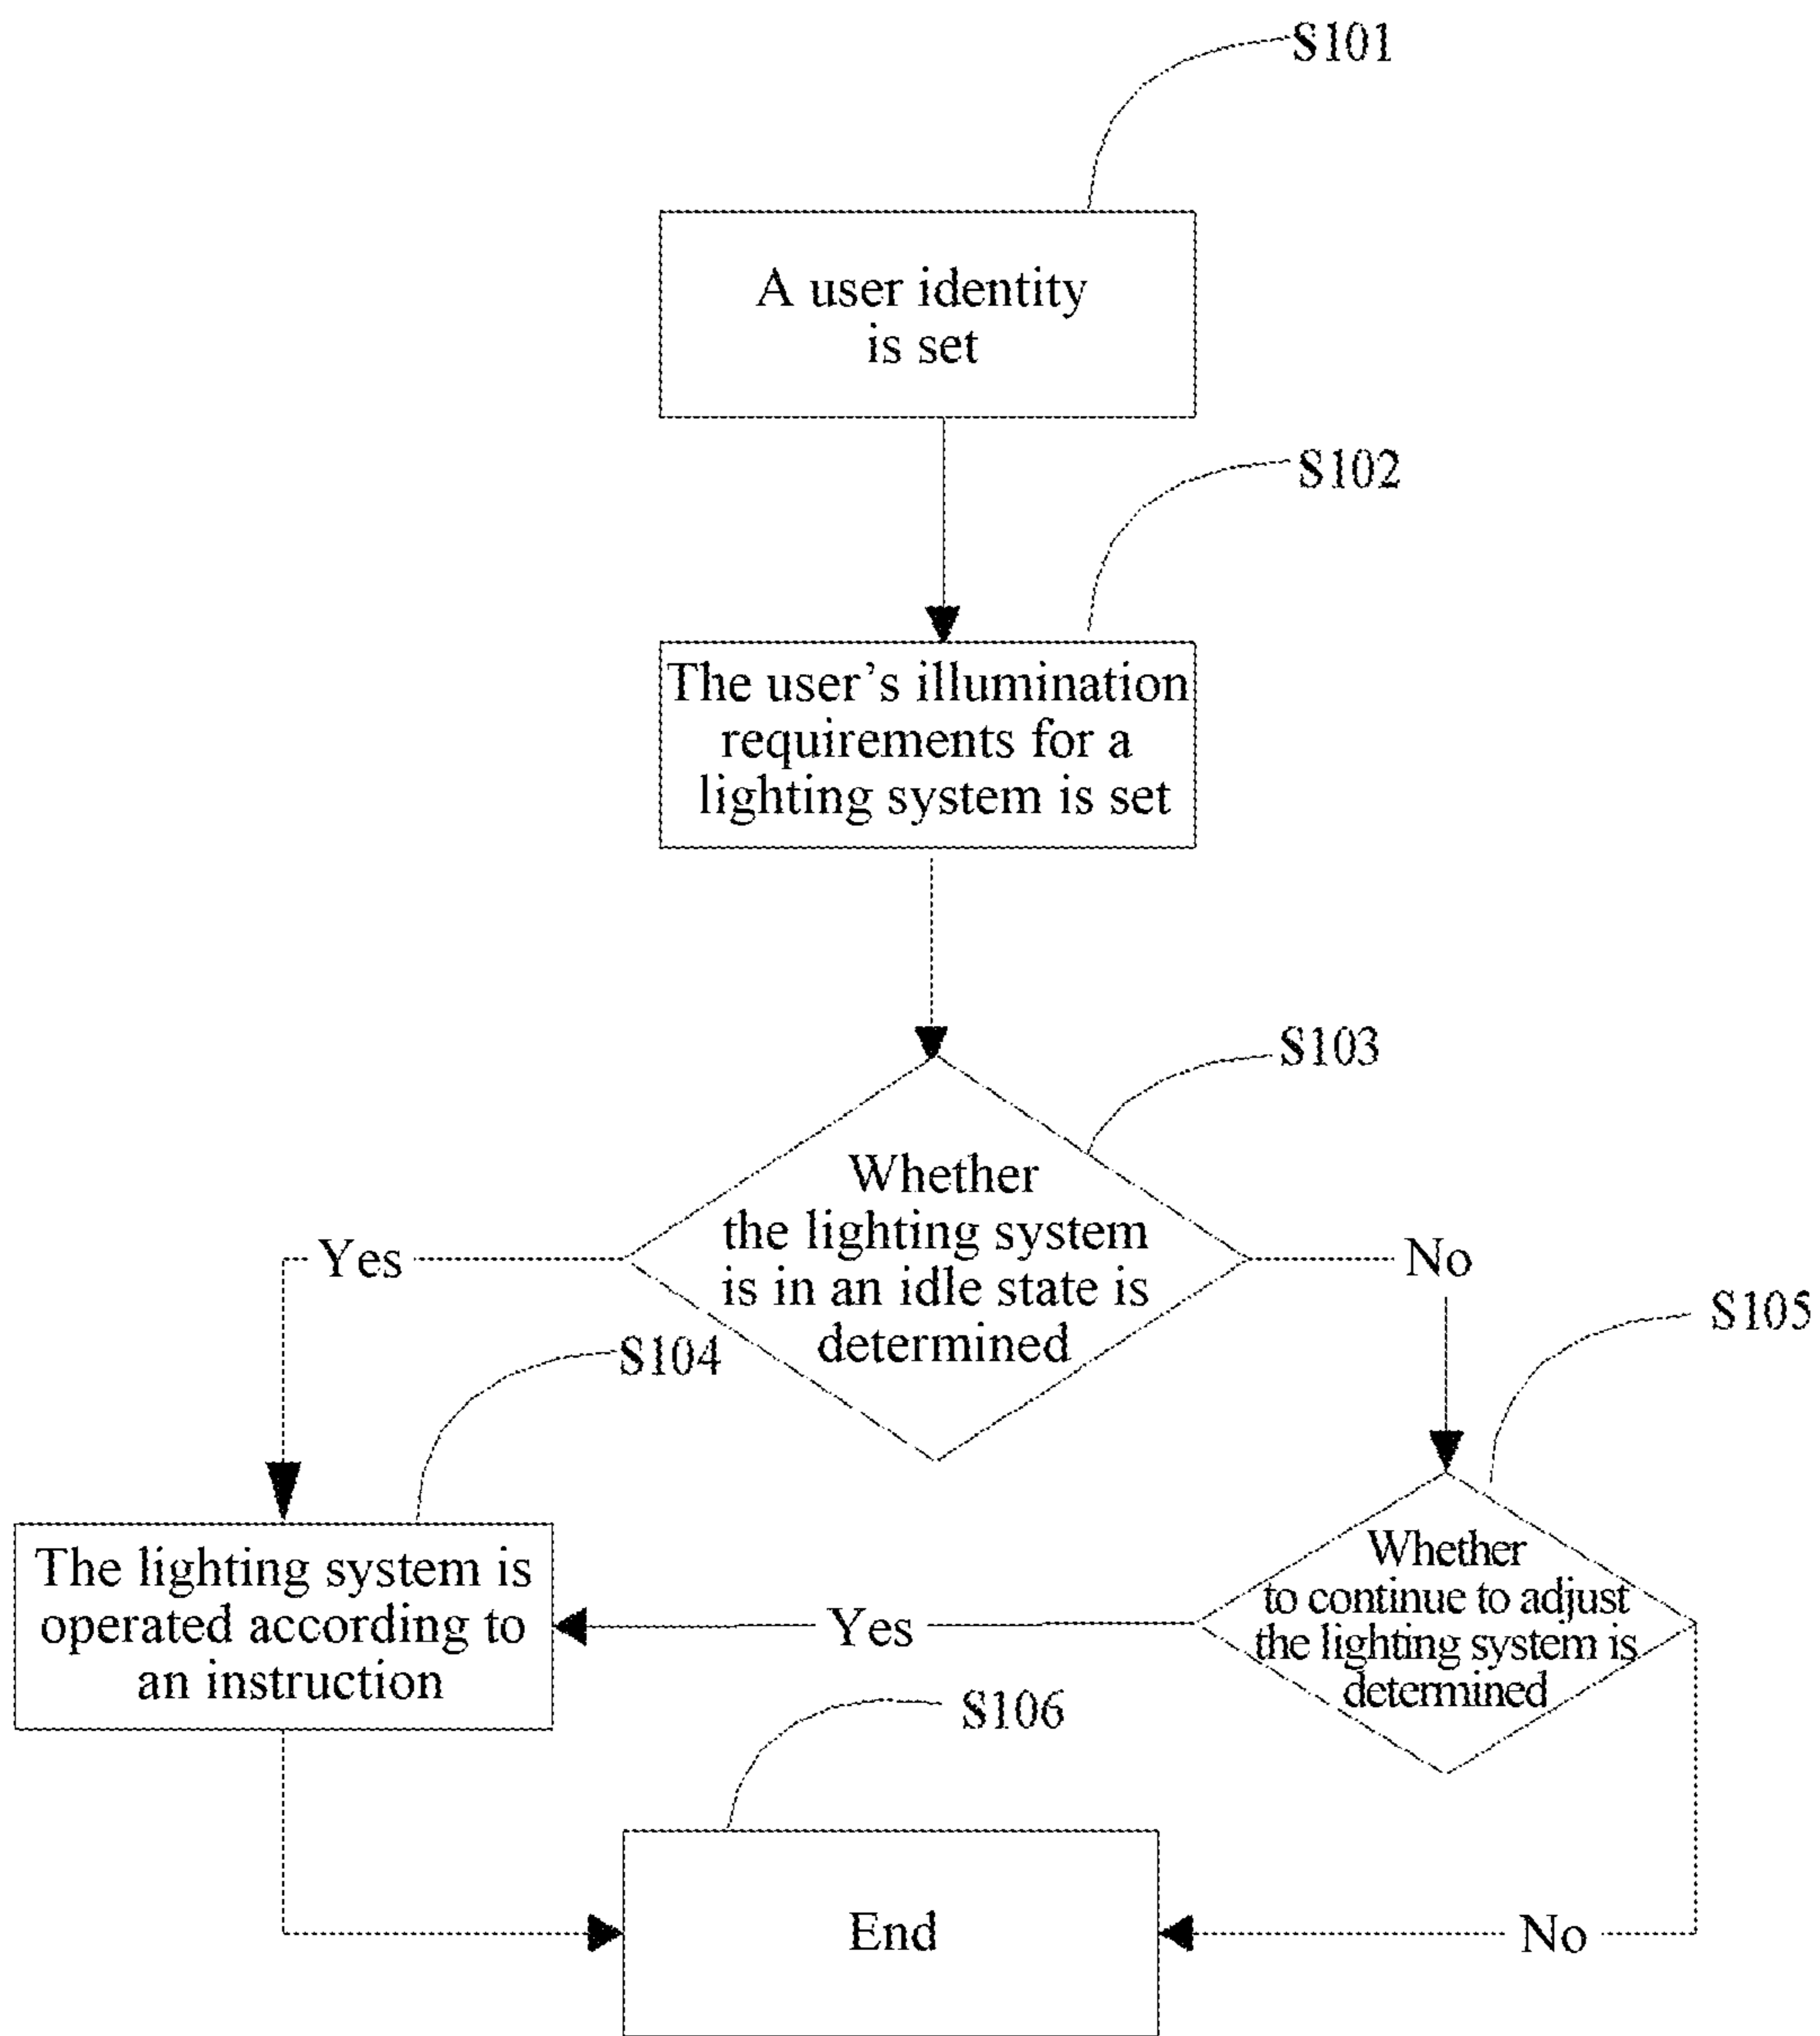 S101
A user identity
is set
S102
The user's illumination
requirements for a
lighting system is set
S103
Whether
the lighting system
is in an idle state is
determined
Yes
No
S104
S105
The lighting system is
operated according to
an instruction
Yes
Whether
to continue to adjust
the lighting system is
determined
S106
End
No